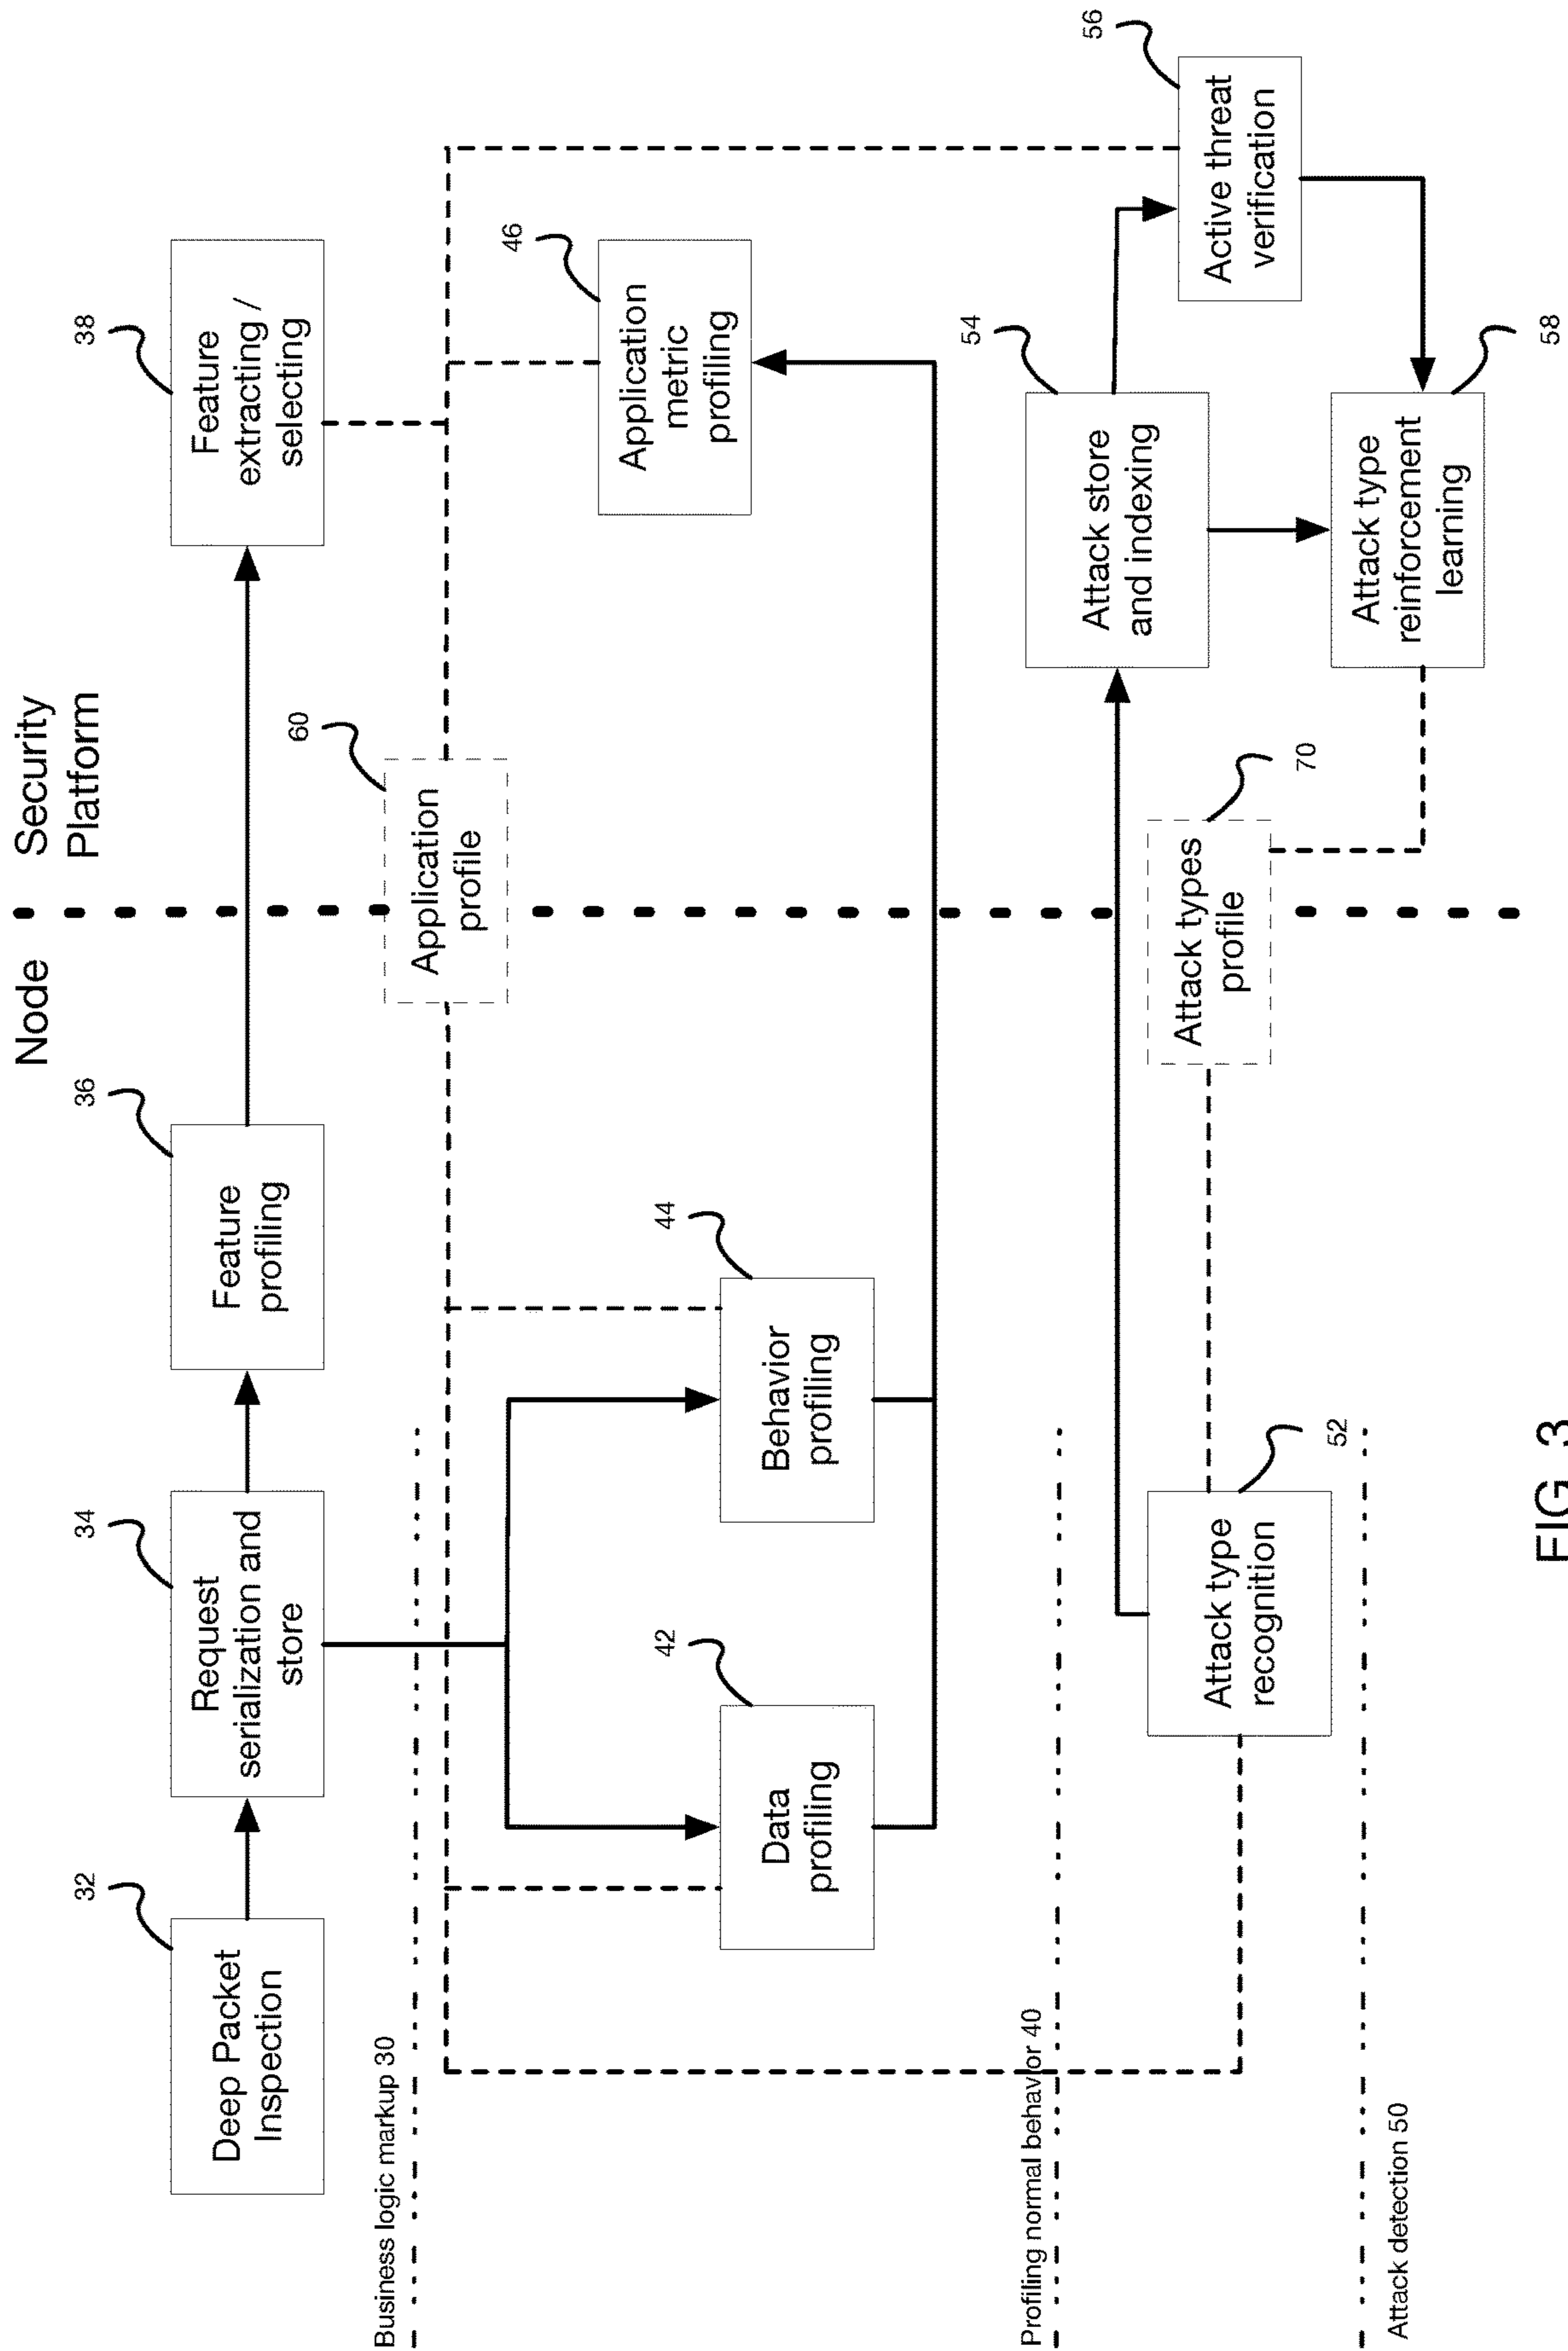 Node
Security
Platform
32
Deep Packet
Inspection
34
Request
serialization and
store
36
Feature
profiling
38
Feature
extracting /
selecting
Business logic markup 30
60
Application
profile
42
Data
profiling
44
Behavior
profiling
46
Application
metric
profiling
Profiling normal behavior 40
52
Attack type
recognition
70
Attack types
profile
54
Attack store
and indexing
56
Active threat
verification
58
Attack type
reinforcement
learning
Attack detection 50
FIG. 3